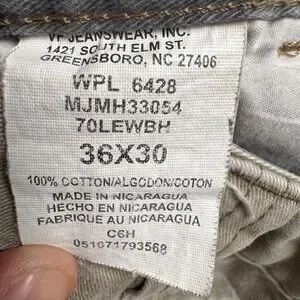 VF JEANSWEAR, INC.
1421 SOUTH ELM ST.
GREENSBORO, NC 27406
WPL 6428
MJMH33054
70LEWBH
36X30
100% COTTON/ALGODON/COTON
MADE IN NICARAGUA
HECHO EN NICARAGUA
FABRIQUE AU NICARAGUA
C6H
051071793568